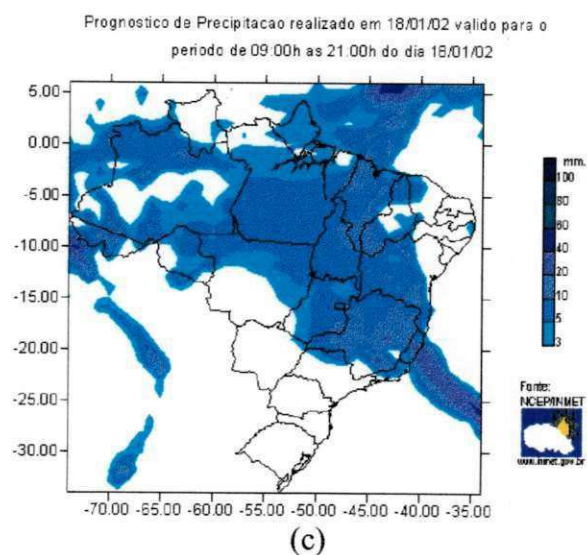 Prognostico de Precipitacao realizado em 18/01/02 valido para o
periodo de 09:00h as 21:00h do dia 18/01/02
5.00
0.00
-5.00
-10.00
-15.00
-20.00
-25.00
-30.00
-70.00 -65.00 -60.00 -55.00 -50.00 -45.00 -40.00 -35.00
mm.
100
80
60
40
20
10
5
3
Fonte:
NCEP/INMET
www.inmet.gov.br
(c)